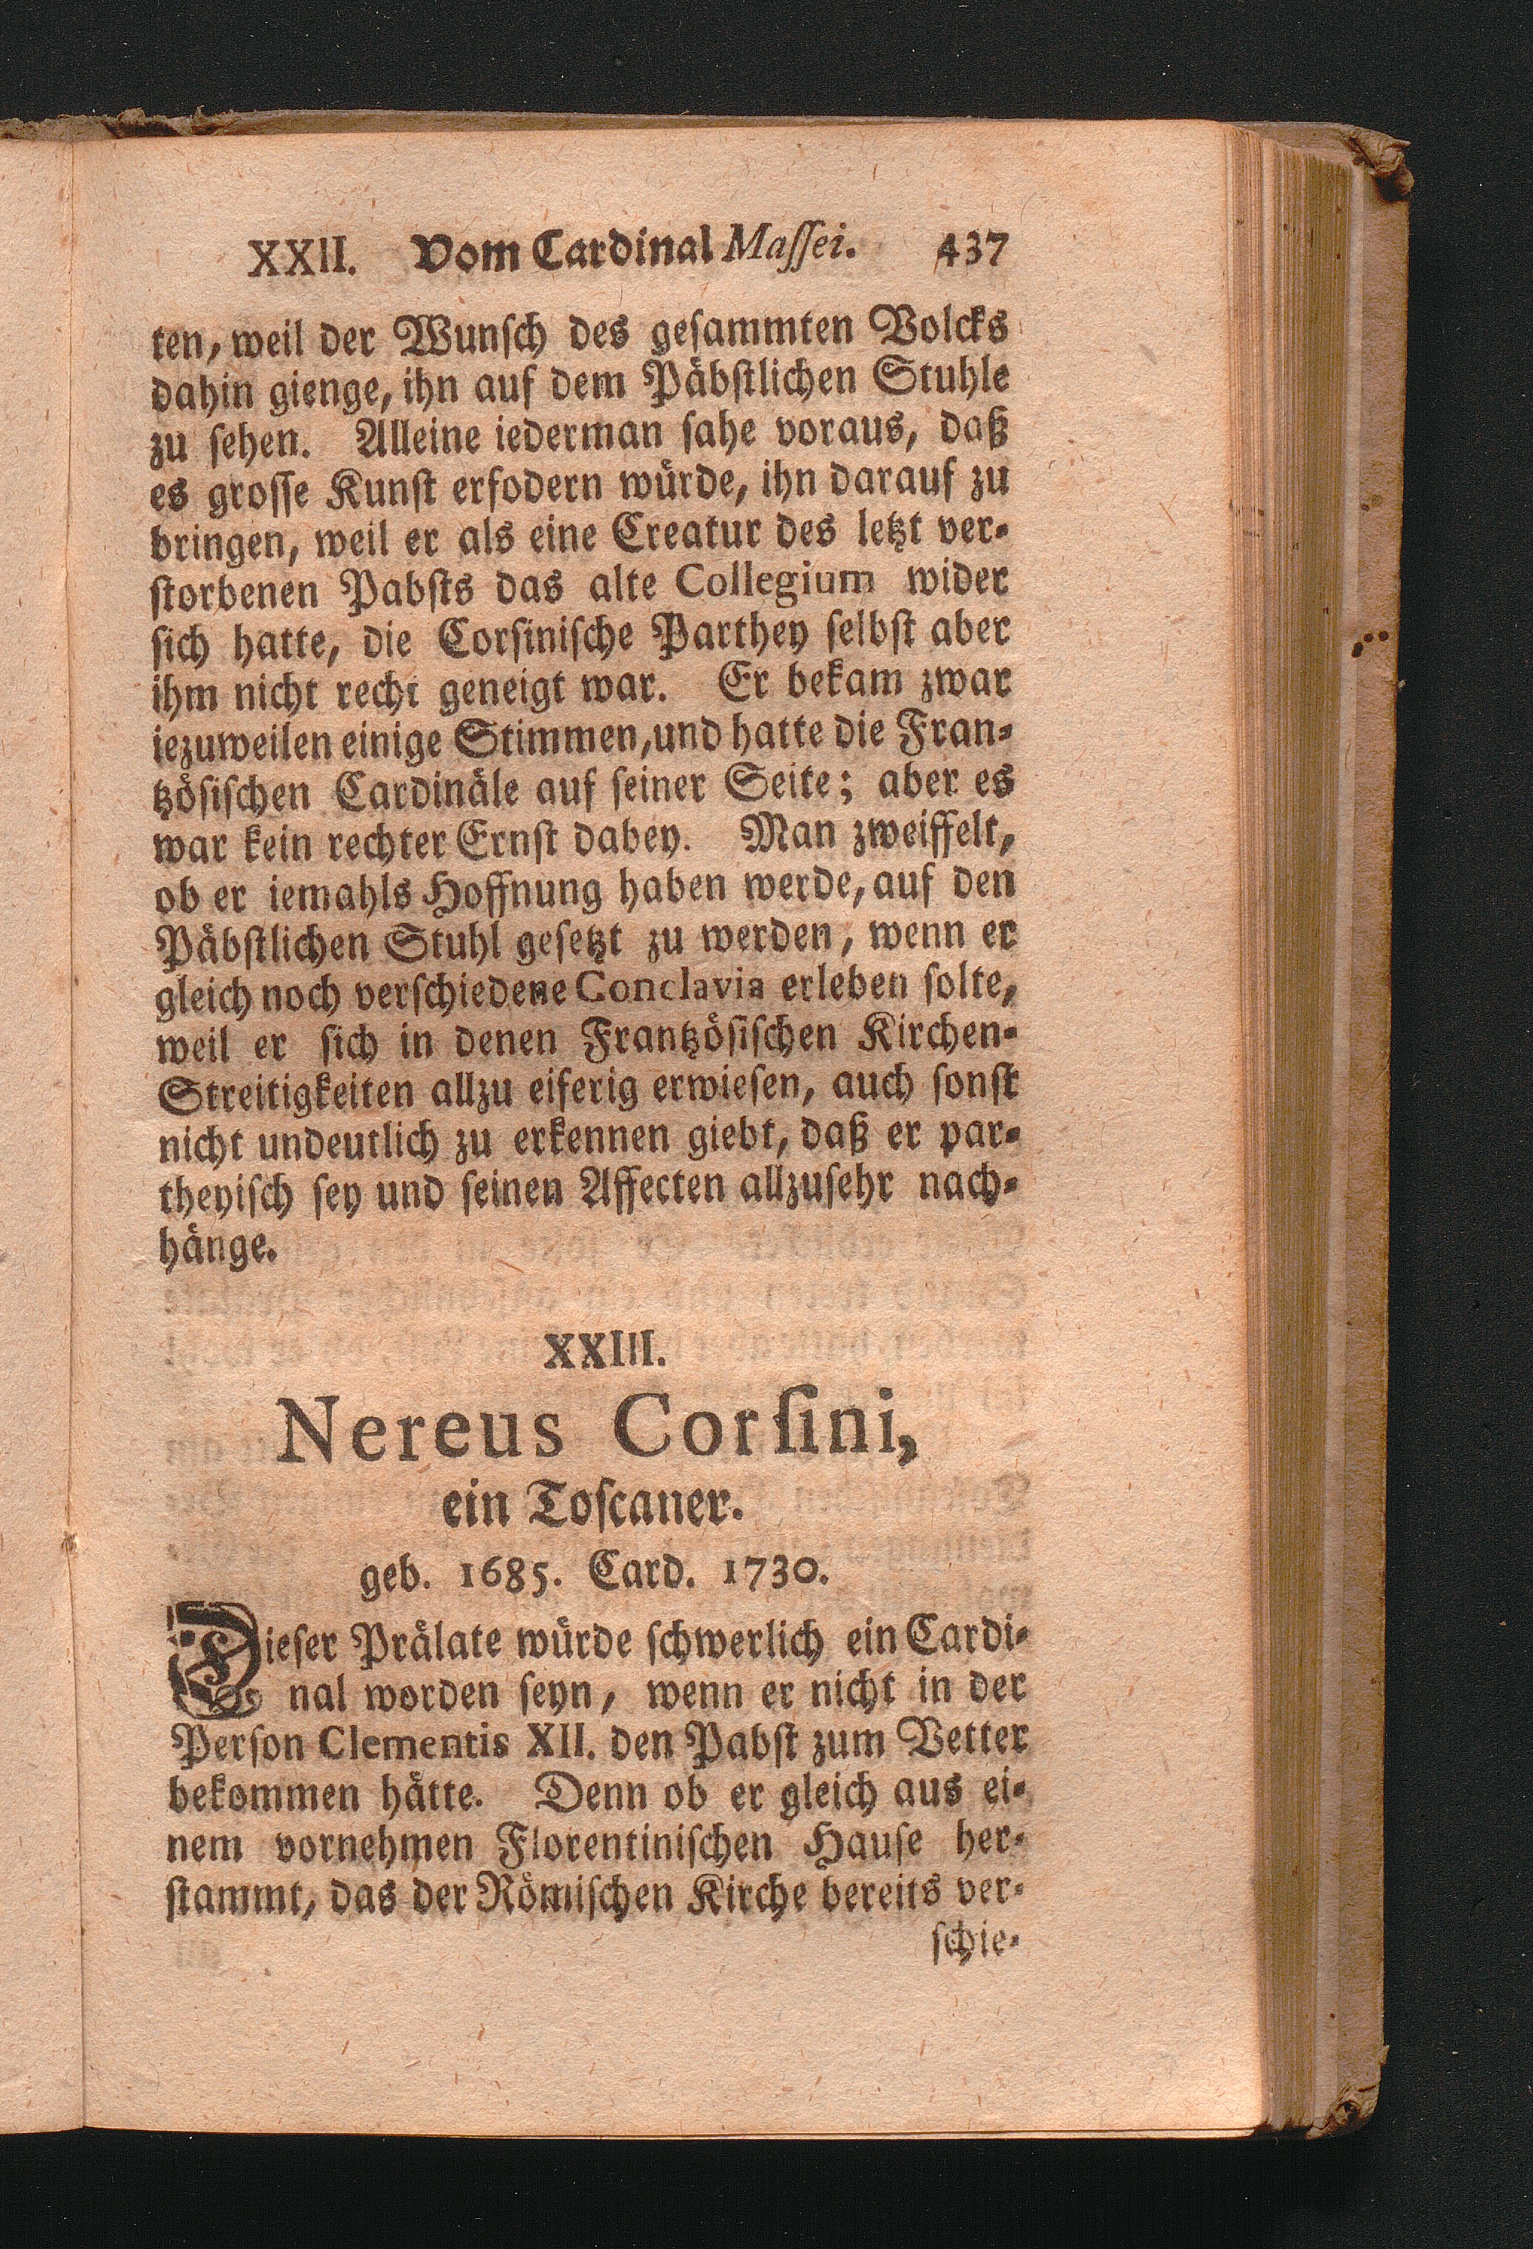 XXII. Vom Cardinal Maſſei. 437
ten, weil der Wunſch des geſammten Volcks
dahin gienge, ihn auf dem Päbſtlichen Stuhle
zu ſehen. Alleine iederman ſahe voraus, daß
es groſſe Kunſt erfodern würde, ihn darauf zu
bringen, weil er als eine Creatur des letzt ver-
ſtorbenen Pabſts das alte Collegium wider
ſich hatte, die Corſiniſche Parthey ſelbſt aber
ihm nicht recht geneigt war. Er bekam zwar
iezuweilen einige Stimmen, und hatte die Fran-
tzöſiſchen Cardinäle auf ſeiner Seite; aber es
war kein rechter Ernſt dabey. Man zweiffelt,
ob er iemahls Hoffnung haben werde, auf den
Päbſtlichen Stuhl geſetzt zu werden, wenn er
gleich noch verſchiedene Conclavia erleben ſolte,
weil er ſich in denen Frantzöſiſchen Kirchen-
Streitigkeiten allzu eiferig erwieſen, auch ſonſt
nicht undeutlich zu erkennen giebt, daß er par-
theyiſch ſey und ſeinen Affecten allzuſehr nach-
hänge.
XXIII.
Nereus Corſini,
ein Toſcaner.
geb. 1685. Card. 1730.
Dieſer Prälate würde ſchwerlich ein Cardi-
nal worden ſeyn, wenn er nicht in der
Perſon Clementis XII. den Pabſt zum Vetter
bekommen hätte. Denn ob er gleich aus ei-
nem vornehmen Florentiniſchen Hauſe her-
ſtammt, das der Römiſchen Kirche bereits ver-
ſchie-